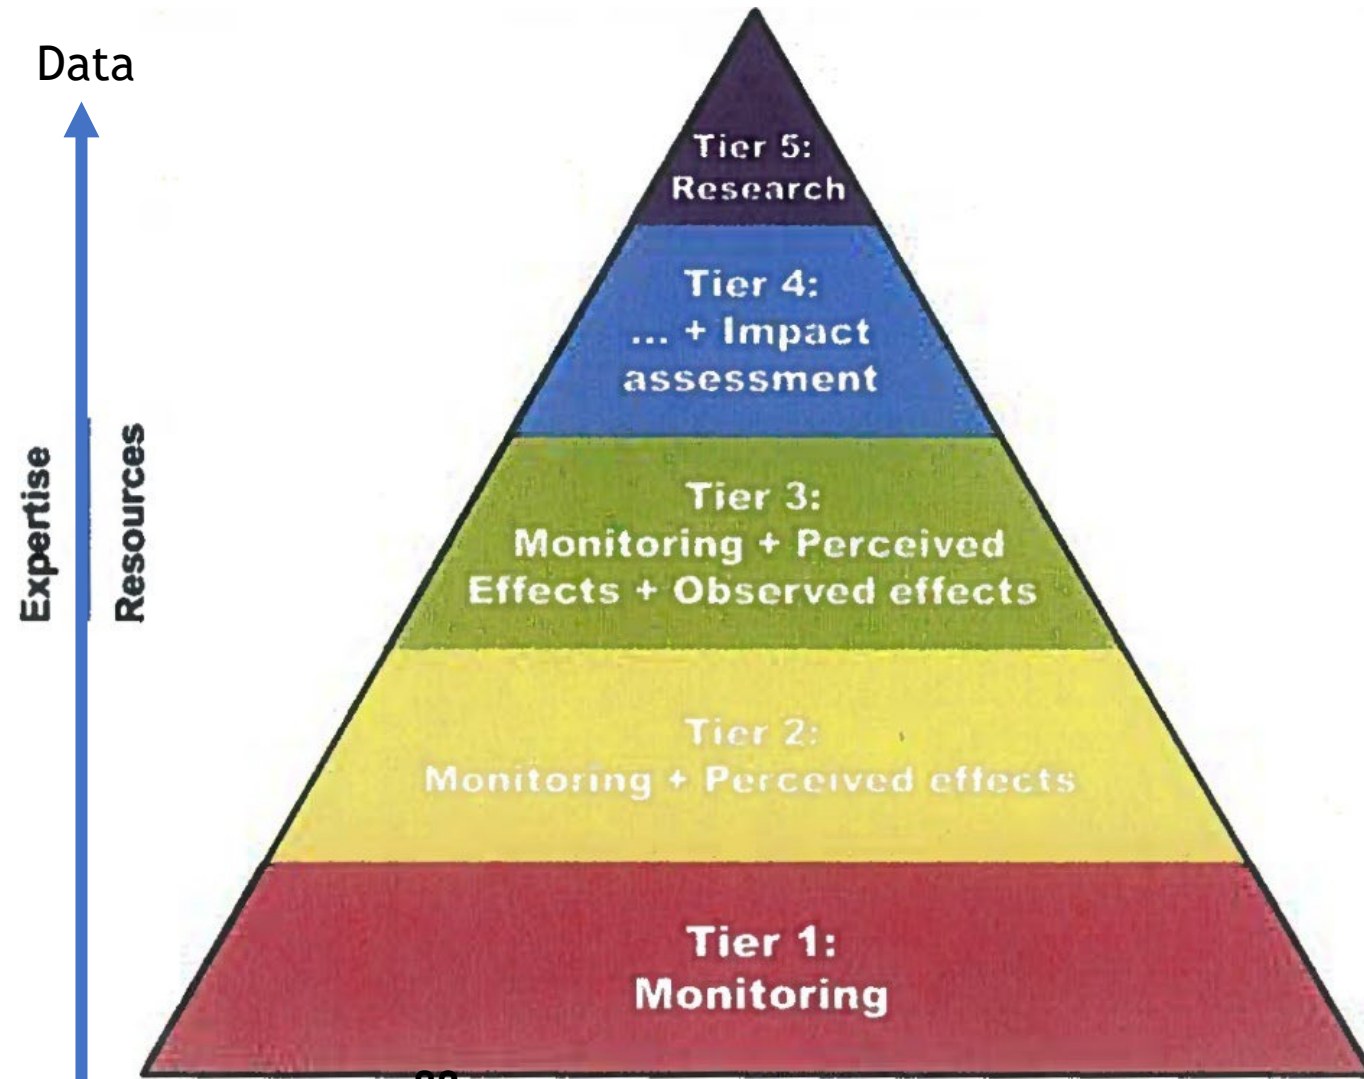 Data
Tier 5:
Research
Tier 4:
... + Impact
assessment
Expertise
Resources
Tier 3:
Monitoring + Perceived
Effects + Observed effects
Tier 2:
Monitoring + Perceived effects
Tier 1:
Monitoring